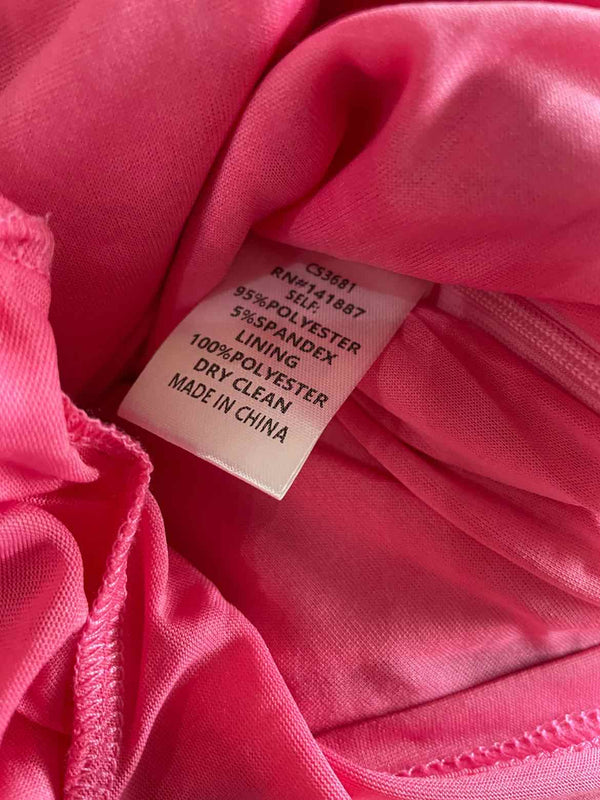 CS3681
RN#141887
SELF:
95%POLYESTER
5%SPANDEX
LINING
100%POLYESTER
DRY CLEAN
MADE IN CHINA